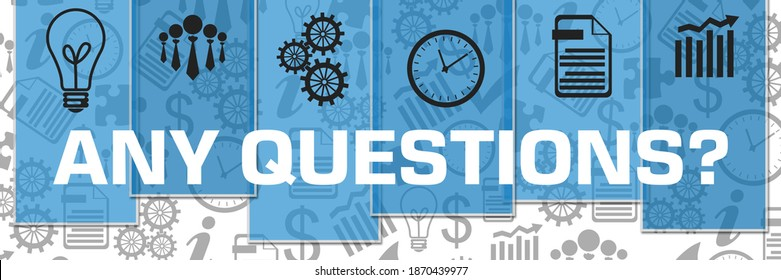 ANY QUESTIONS?
shutterstock.com · 1870439977